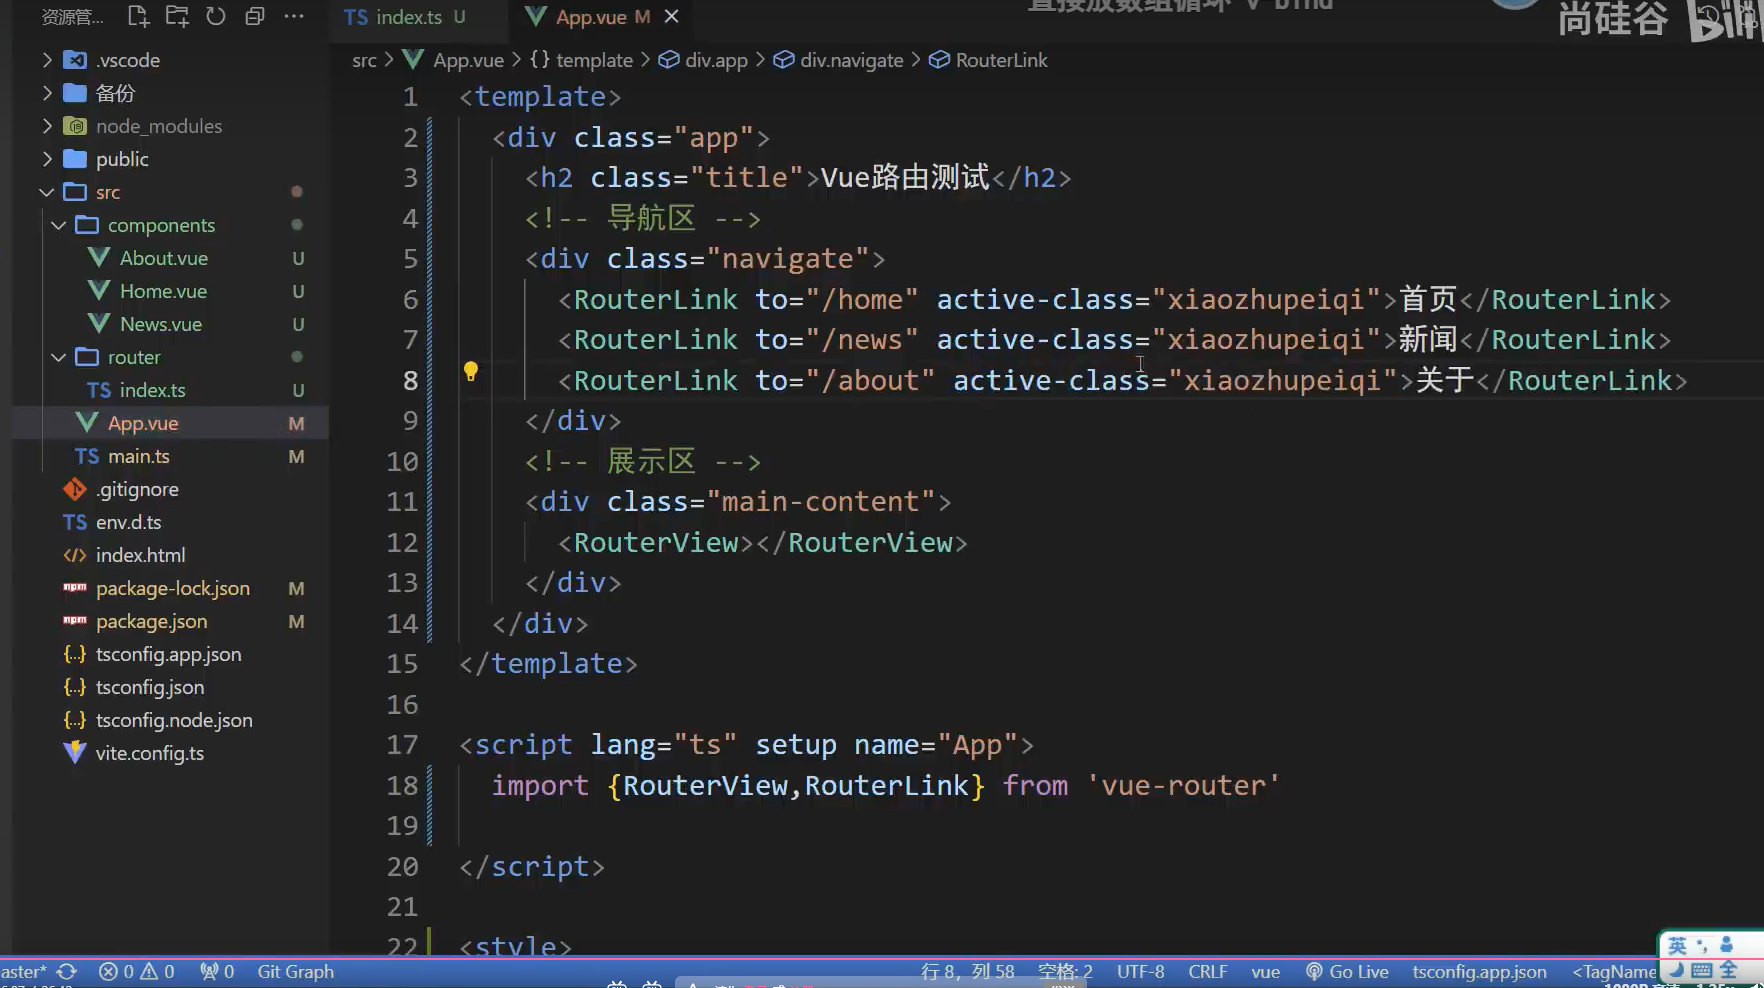 资源管...
.vscode
备份
node_modules
public
src
components
About.vue U
Home.vue U
News.vue U
router
TS index.ts U
App.vue M
TS main.ts M
.gitignore
TS env.d.ts
index.html
package-lock.json M
package.json M
tsconfig.app.json
tsconfig.json
tsconfig.node.json
vite.config.ts
TS index.ts U
App.vue M
直接放数组循环 v-bind
尚硅谷
src > App.vue > {} template > div.app > div.navigate > RouterLink
1 <template>
2 <div class="app">
3 <h2 class="title">Vue路由测试</h2>
4 <!-- 导航区 -->
5 <div class="navigate">
6 <RouterLink to="/home" active-class="xiaozhupeiqi">首页</RouterLink>
7 <RouterLink to="/news" active-class="xiaozhupeiqi">新闻</RouterLink>
8 <RouterLink to="/about" active-class="xiaozhupeiqi">关于</RouterLink>
9 </div>
10 <!-- 展示区 -->
11 <div class="main-content">
12 <RouterView></RouterView>
13 </div>
14 </div>
15 </template>
16
17 <script lang="ts" setup name="App">
18 import {RouterView,RouterLink} from 'vue-router'
19
20 </script>
21
22 <style>
aster* 0 0 0 Git Graph 行 8，列 58 空格: 2 UTF-8 CRLF vue Go Live tsconfig.app.json <TagName
英
全